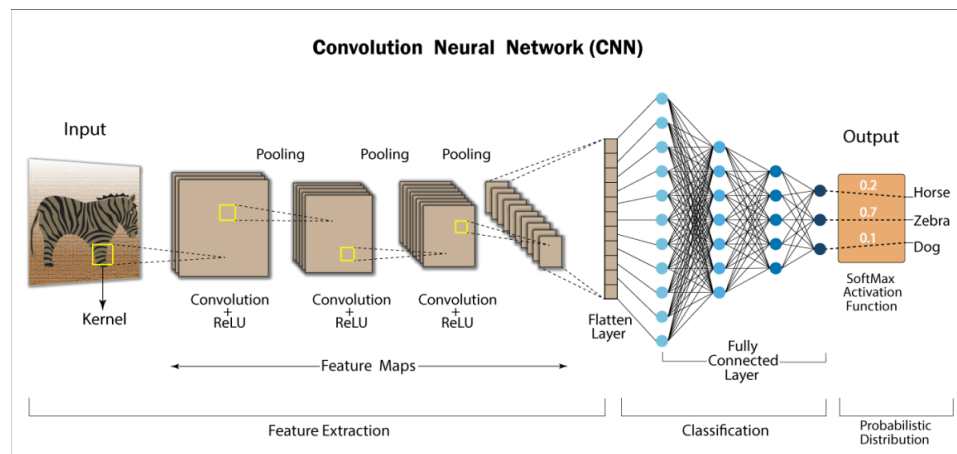 Convolution Neural Network (CNN)
Input
Kernel
Pooling
Pooling
Pooling
Convolution
+
ReLU
Convolution
+
ReLU
Convolution
+
ReLU
Feature Maps
Flatten
Layer
Fully
Connected
Layer
Output
0.2
Horse
0.7
Zebra
0.1
Dog
SoftMax
Activation
Function
Feature Extraction
Classification
Probabilistic
Distribution